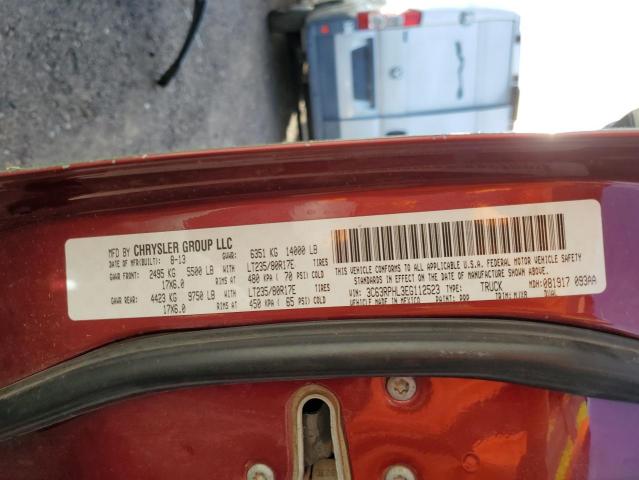 MFD BY CHRYSLER GROUP LLC
DATE OF MFR(BUILT): 8-13 6351 KG 14000 LB
GAWR FRONT: 2495 KG 5500 LB LT235/80R17E TIRES
17X6.0 RIMS AT 480 KPA ( 70 PSI) COLD
GAWR REAR: 4423 KG 9750 LB LT235/80R17E TIRES
17X6.0 RIMS AT 450 KPA ( 65 PSI) COLD
THIS VEHICLE CONFORMS TO ALL APPLICABLE U.S.A. FEDERAL MOTOR VEHICLE SAFETY
STANDARDS IN EFFECT ON THE DATE OF MANUFACTURE SHOWN ABOVE.
VIN: 3C63RPHL3EG112523 TYPE: TRUCK MDH: 081917 093AA
VEHICLE MADE IN MEXICO PAINT: PRP TRIM: